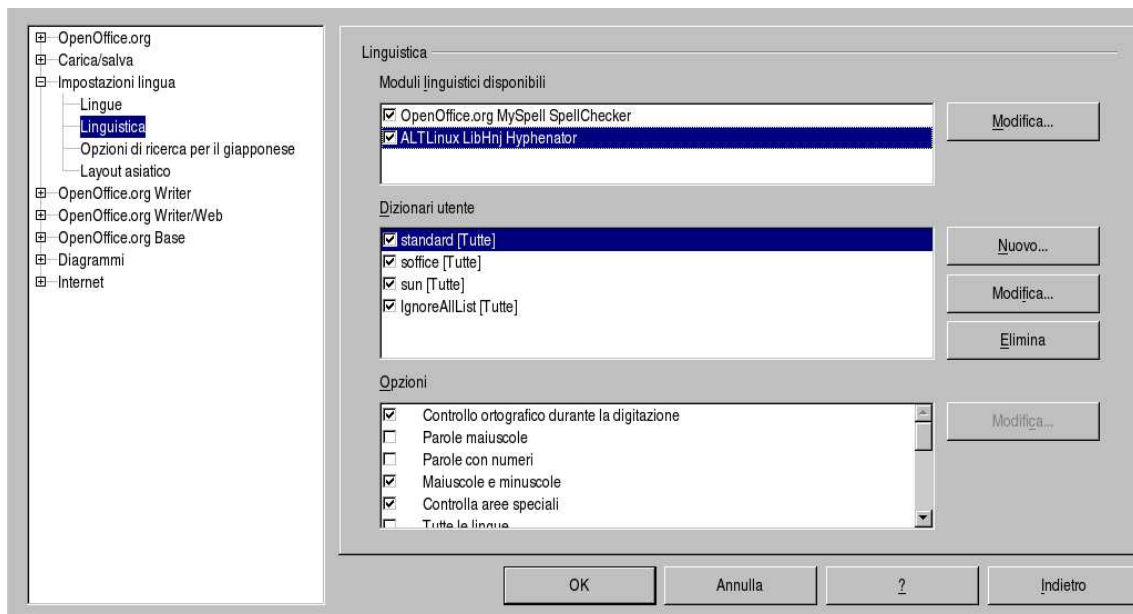 OpenOffice.org
Carica/salva
Impostazioni lingua
Lingue
Linguistica
Opzioni di ricerca per il giapponese
Layout asiatico
OpenOffice.org Writer
OpenOffice.org Writer/Web
OpenOffice.org Base
Diagrammi
Internet
Linguistica
Moduli linguistici disponibili
OpenOffice.org MySpell SpellChecker
ALTLinux LibHnj Hyphenator
Modifica...
Dizionari utente
standard [Tutte]
soffice [Tutte]
sun [Tutte]
IgnoreAllList [Tutte]
Nuovo...
Modifica...
Elimina
Opzioni
Controllo ortografico durante la digitazione
Parole maiuscole
Parole con numeri
Maiuscole e minuscole
Controlla aree speciali
Tutte le lingue
Modifica...
OK
Annulla
?
Indietro